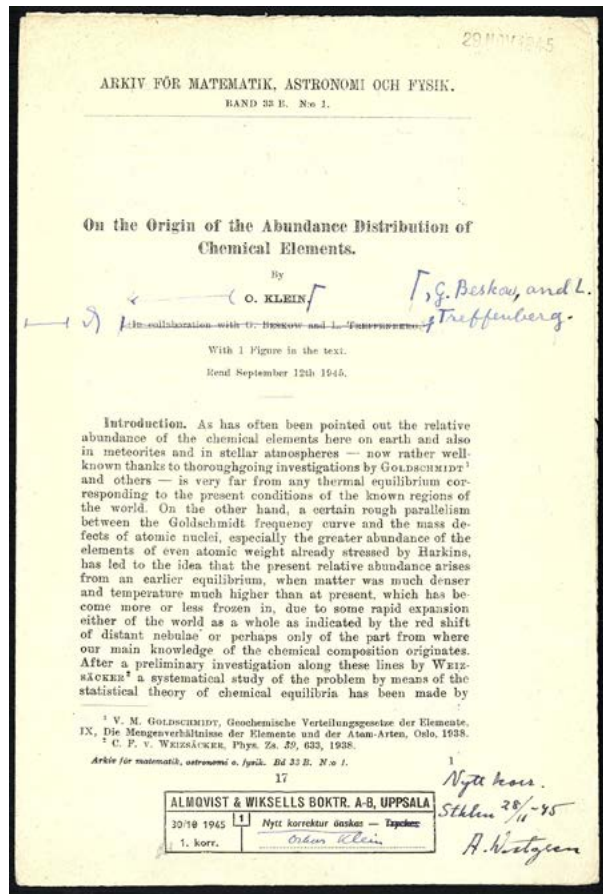 29 NOV 1945
ARKIV FÖR MATEMATIK, ASTRONOMI OCH FYSIK.
BAND 33 B. N:o 1.
On the Origin of the Abundance Distribution of
Chemical Elements.
By
O. KLEIN.
, G. Beskow, and L.
Treffenberg.
(In collaboration with G. BESKOW and L. TREFFENBERG.)
With 1 Figure in the text.
Read September 12th 1945.
Introduction. As has often been pointed out the relative
abundance of the chemical elements here on earth and also
in meteorites and in stellar atmospheres — now rather well-
known thanks to thoroughgoing investigations by GOLDSCHMIDT¹
and others — is very far from any thermal equilibrium cor-
responding to the present conditions of the known regions of
the world. On the other hand, a certain rough parallelism
between the Goldschmidt frequency curve and the mass de-
fects of atomic nuclei, especially the greater abundance of the
elements of even atomic weight already stressed by Harkins,
has led to the idea that the present relative abundance arises
from an earlier equilibrium, when matter was much denser
and temperature much higher than at present, which has be-
come more or less frozen in, due to some rapid expansion
either of the world as a whole as indicated by the red shift
of distant nebulae or perhaps only of the part from where
our main knowledge of the chemical composition originates.
After a preliminary investigation along these lines by WEIZ-
SÄCKER² a systematical study of the problem by means of the
statistical theory of chemical equilibria has been made by
¹ V. M. GOLDSCHMIDT, Geochemische Verteilungsgesetze der Elemente,
IX, Die Mengenverhältnisse der Elemente und der Atom-Arten, Oslo, 1938.
² C. F. v. WEIZSÄCKER, Phys. Zs. 39, 633, 1938.
Arkiv för matematik, astronomi o. fysik. Bd 33 B. N:o 1. 1
17
Nytt korr.
Sthlm 28/11 -45
A. Westgren
ALMQVIST & WIKSELLS BOKTR. A-B, UPPSALA
30/10 1945 1 Nytt korrektur önskas — Tryckes
1. korr. Oskar Klein